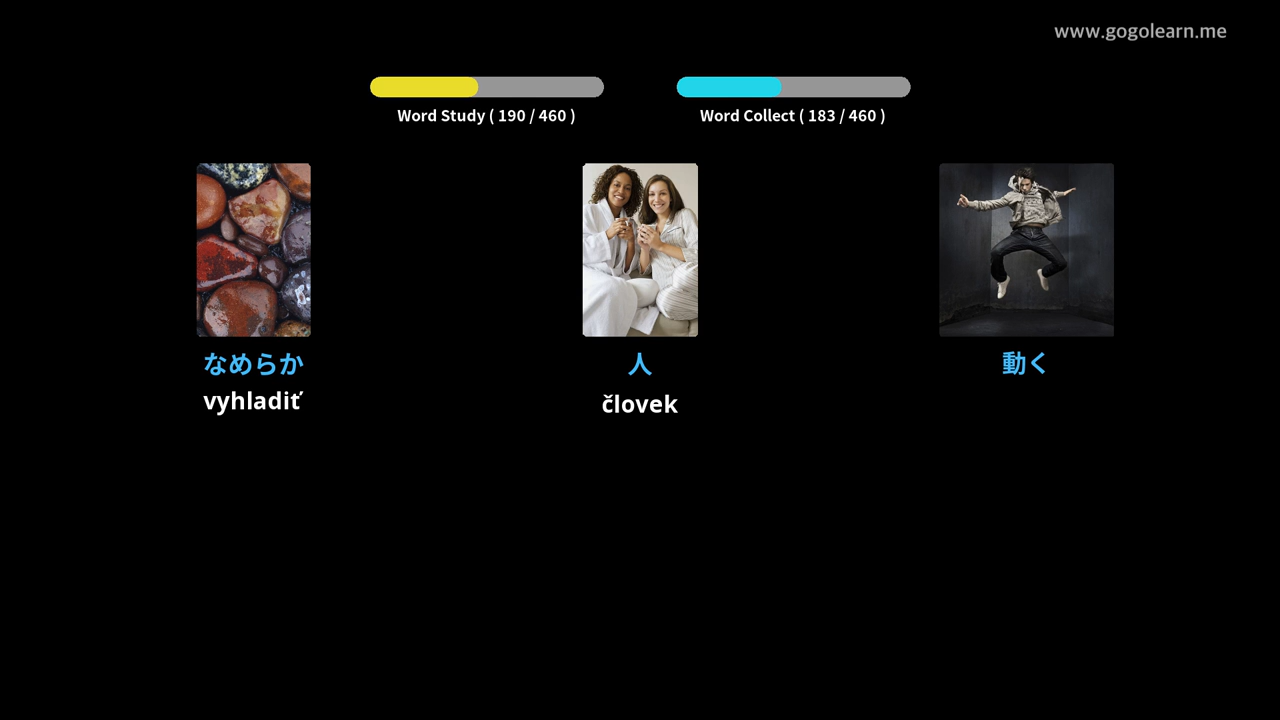 www.gogolearn.me
Word Study ( 190 / 460 )
Word Collect ( 183 / 460 )
なめらか
人
動く
vyhladiť
človek